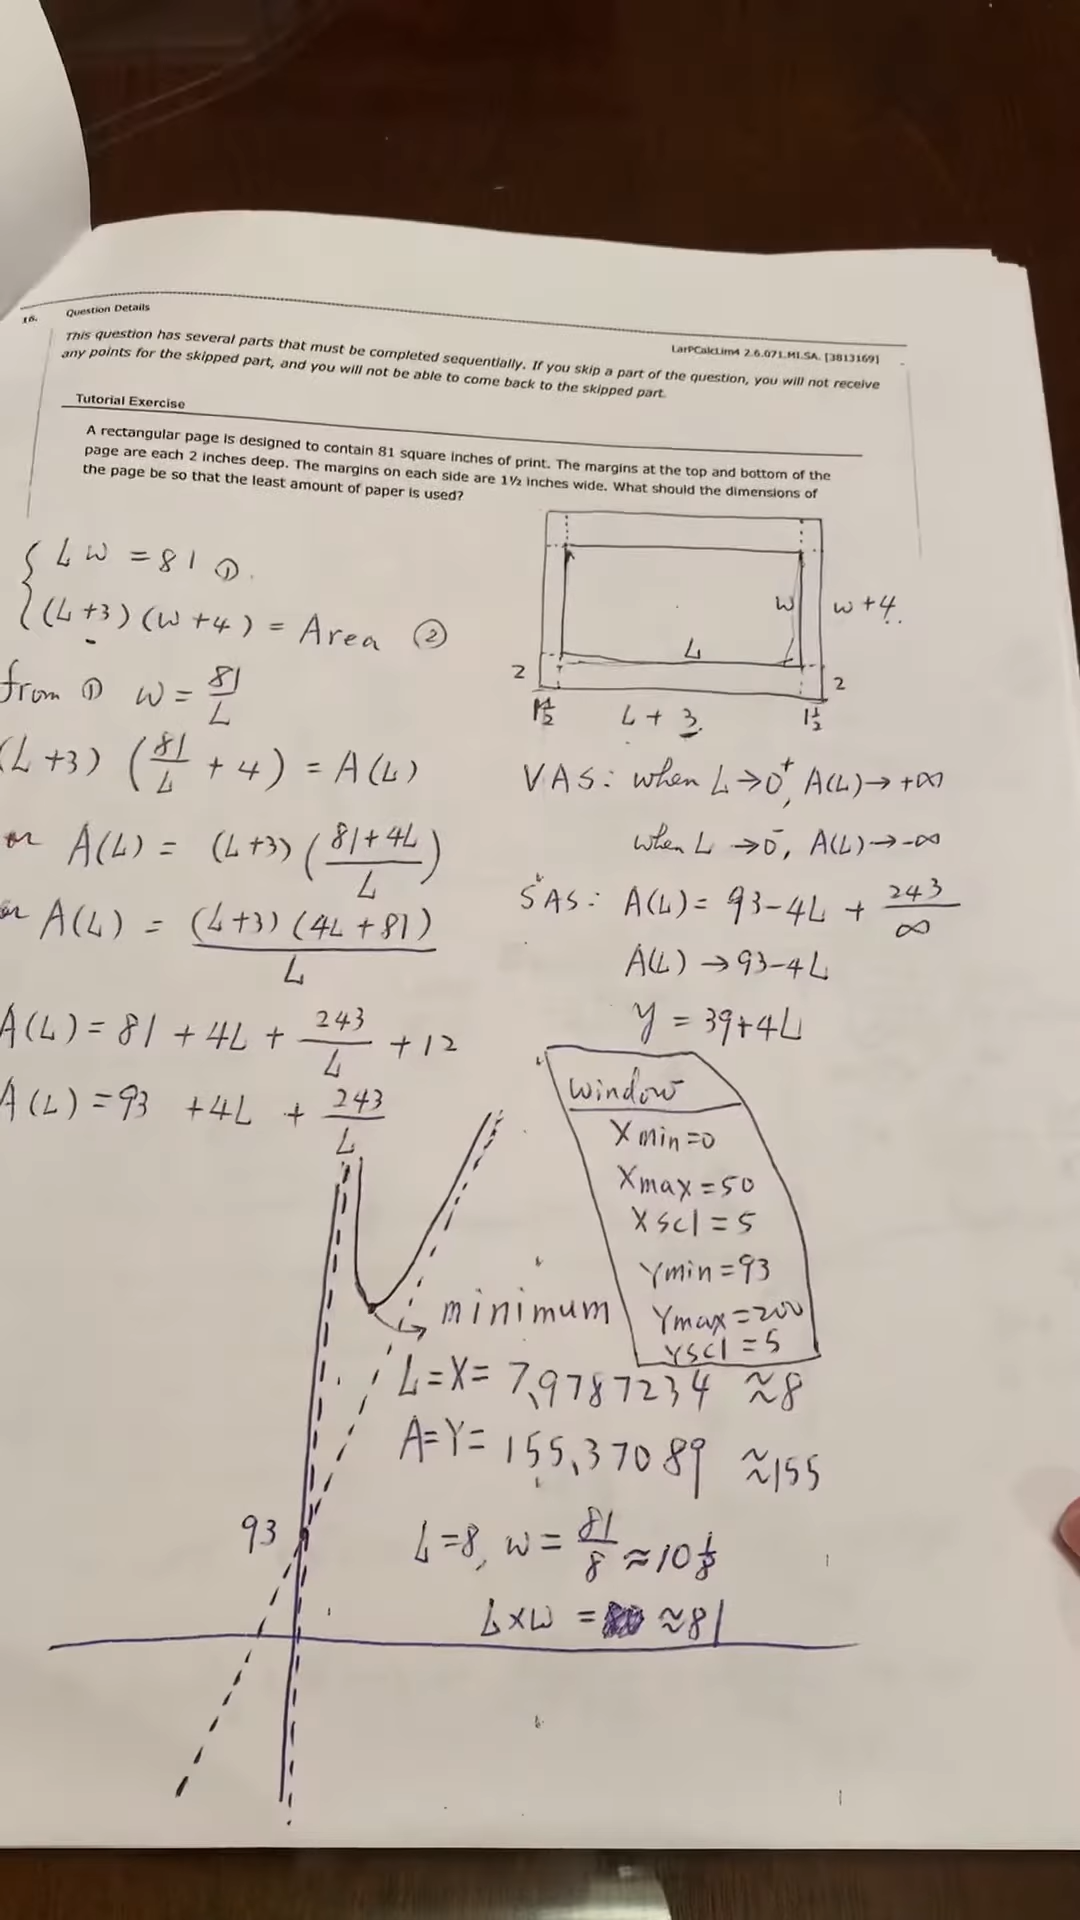 16. Question Details
LarPCalcLim4 2.6.071.MI.SA. [3813169]
This question has several parts that must be completed sequentially. If you skip a part of the question, you will not receive
any points for the skipped part, and you will not be able to come back to the skipped part.
Tutorial Exercise
A rectangular page is designed to contain 81 square inches of print. The margins at the top and bottom of the
page are each 2 inches deep. The margins on each side are 1½ inches wide. What should the dimensions of
the page be so that the least amount of paper is used?
L W = 81 ①
(L+3)(W+4) = Area ②
from ① W = 81/L
(L+3)(81/L + 4) = A(L)
or A(L) = (L+3)((81+4L)/L)
or A(L) = (L+3)(4L+81)/L
A(L) = 81 + 4L + 243/L + 12
A(L) = 93 + 4L + 243/L
W
W+4
L
2
2
1½
L + 3
1½
VAS: when L→0⁺, A(L)→+∞
when L→0⁻, A(L)→-∞
SAS: A(L) = 93-4L + 243/∞
A(L)→93-4L
y = 39+4L
Window
Xmin=0
Xmax=50
Xscl=5
Ymin=93
Ymax=200
Yscl=5
minimum
L=X= 7.9787234 ≈8
A=Y= 155.37089 ≈155
93
L=8, W = 81/8 ≈10⅛
L×W = ≈81